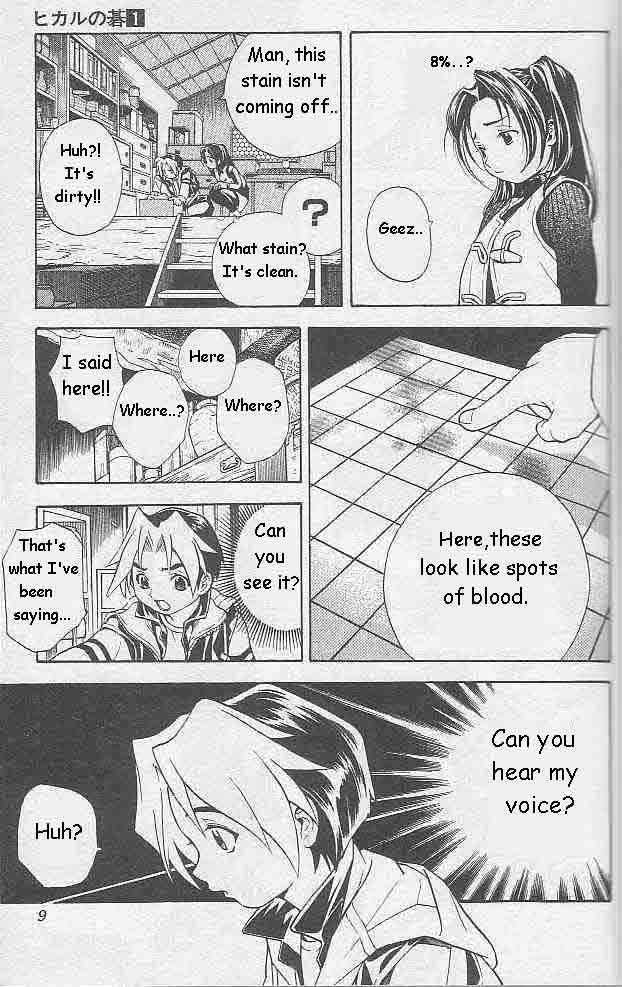 ヒカルの碁1
8%..?
Geez..
Man, this
stain isn't
coming off..
Huh?!
It's
dirty!!
?
What stain?
It's clean.
Here,these
look like spots
of blood.
Where?
Here
Where..?
I said
here!!
Can
you
see it?
That's
what I've
been
saying...
Can you
hear my
voice?
Huh?
9